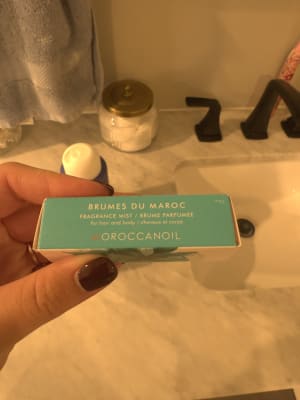 BRUMES DU MAROC
FRAGRANCE MIST / BRUME PARFUMÉE
for hair and body / cheveux et corps
MOROCCANOIL